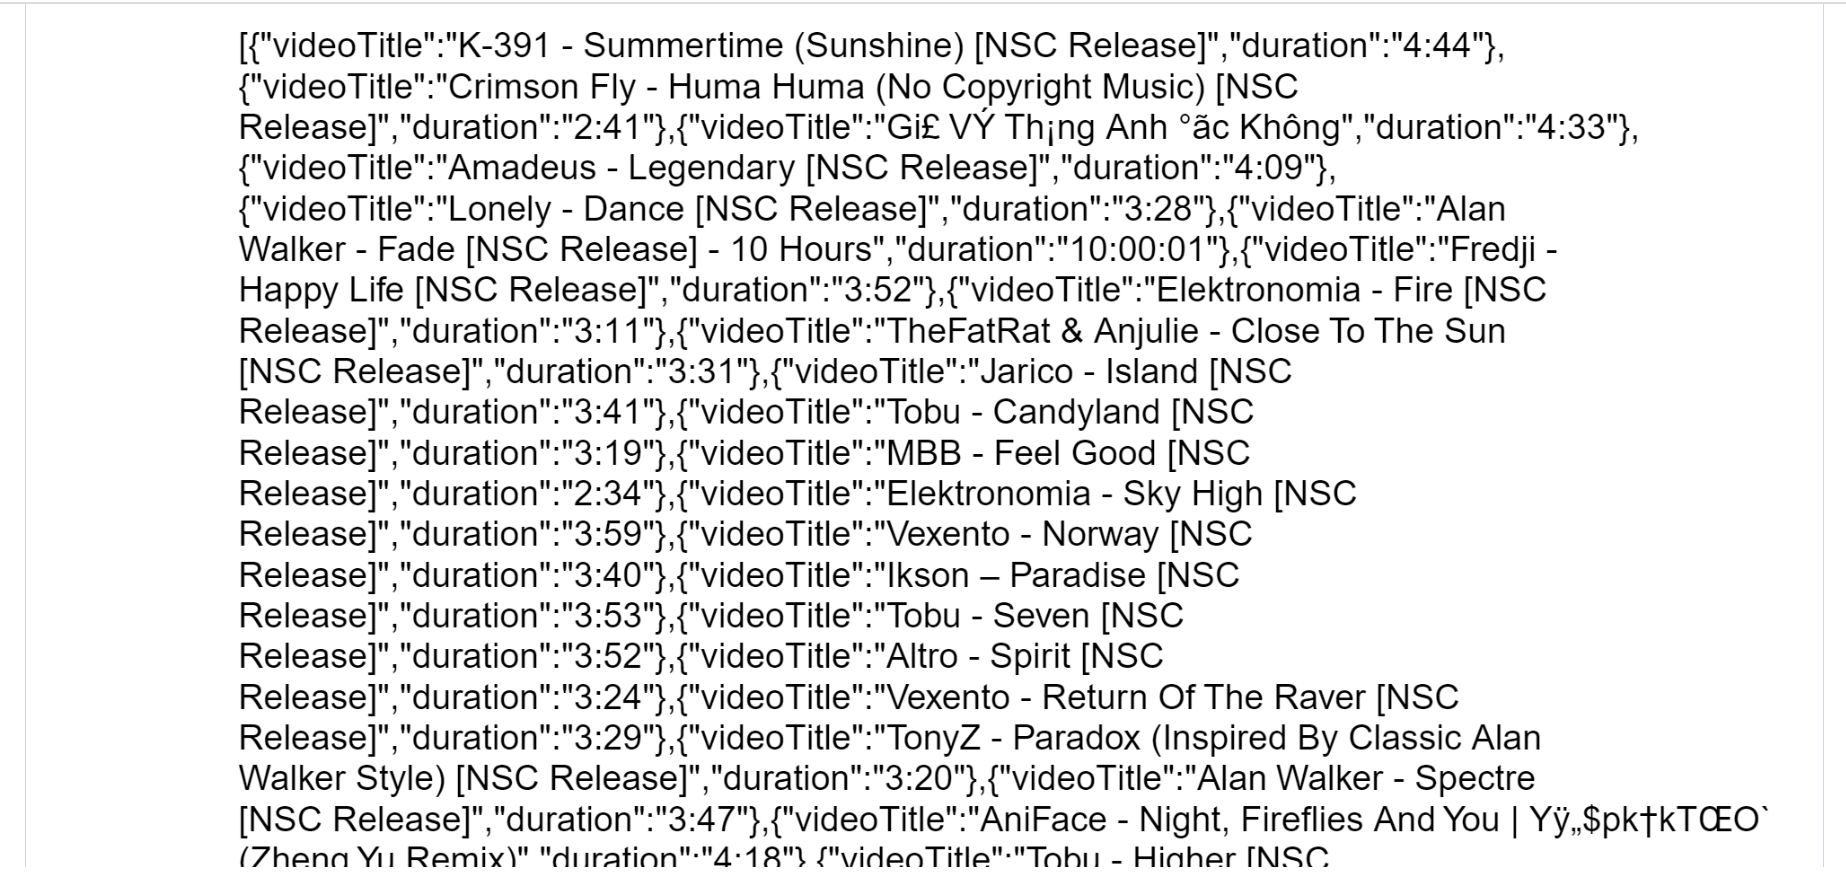 [{"videoTitle":"K-391 - Summertime (Sunshine) [NSC Release]","duration":"4:44"},
{"videoTitle":"Crimson Fly - Huma Huma (No Copyright Music) [NSC
Release]","duration":"2:41"},{"videoTitle":"Gi£ VÝ Th¡ng Anh °ãc Không","duration":"4:33"},
{"videoTitle":"Amadeus - Legendary [NSC Release]","duration":"4:09"},
{"videoTitle":"Lonely - Dance [NSC Release]","duration":"3:28"},{"videoTitle":"Alan
Walker - Fade [NSC Release] - 10 Hours","duration":"10:00:01"},{"videoTitle":"Fredji -
Happy Life [NSC Release]","duration":"3:52"},{"videoTitle":"Elektronomia - Fire [NSC
Release]","duration":"3:11"},{"videoTitle":"TheFatRat & Anjulie - Close To The Sun
[NSC Release]","duration":"3:31"},{"videoTitle":"Jarico - Island [NSC
Release]","duration":"3:41"},{"videoTitle":"Tobu - Candyland [NSC
Release]","duration":"3:19"},{"videoTitle":"MBB - Feel Good [NSC
Release]","duration":"2:34"},{"videoTitle":"Elektronomia - Sky High [NSC
Release]","duration":"3:59"},{"videoTitle":"Vexento - Norway [NSC
Release]","duration":"3:40"},{"videoTitle":"Ikson – Paradise [NSC
Release]","duration":"3:53"},{"videoTitle":"Tobu - Seven [NSC
Release]","duration":"3:52"},{"videoTitle":"Altro - Spirit [NSC
Release]","duration":"3:24"},{"videoTitle":"Vexento - Return Of The Raver [NSC
Release]","duration":"3:29"},{"videoTitle":"TonyZ - Paradox (Inspired By Classic Alan
Walker Style) [NSC Release]","duration":"3:20"},{"videoTitle":"Alan Walker - Spectre
[NSC Release]","duration":"3:47"},{"videoTitle":"AniFace - Night, Fireflies And You | Yÿ„$pk†kTŒO`
(Zheng Yu Remix)","duration":"4:18"},{"videoTitle":"Tobu - Higher [NSC